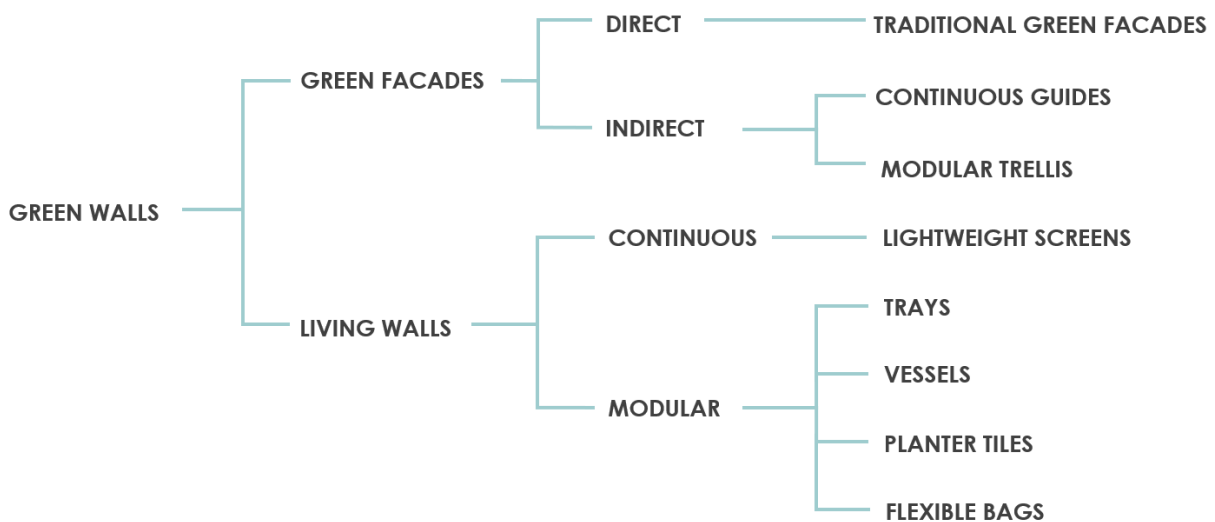 GREEN WALLS
GREEN FACADES
DIRECT
TRADITIONAL GREEN FACADES
INDIRECT
CONTINUOUS GUIDES
MODULAR TRELLIS
LIVING WALLS
CONTINUOUS
LIGHTWEIGHT SCREENS
MODULAR
TRAYS
VESSELS
PLANTER TILES
FLEXIBLE BAGS